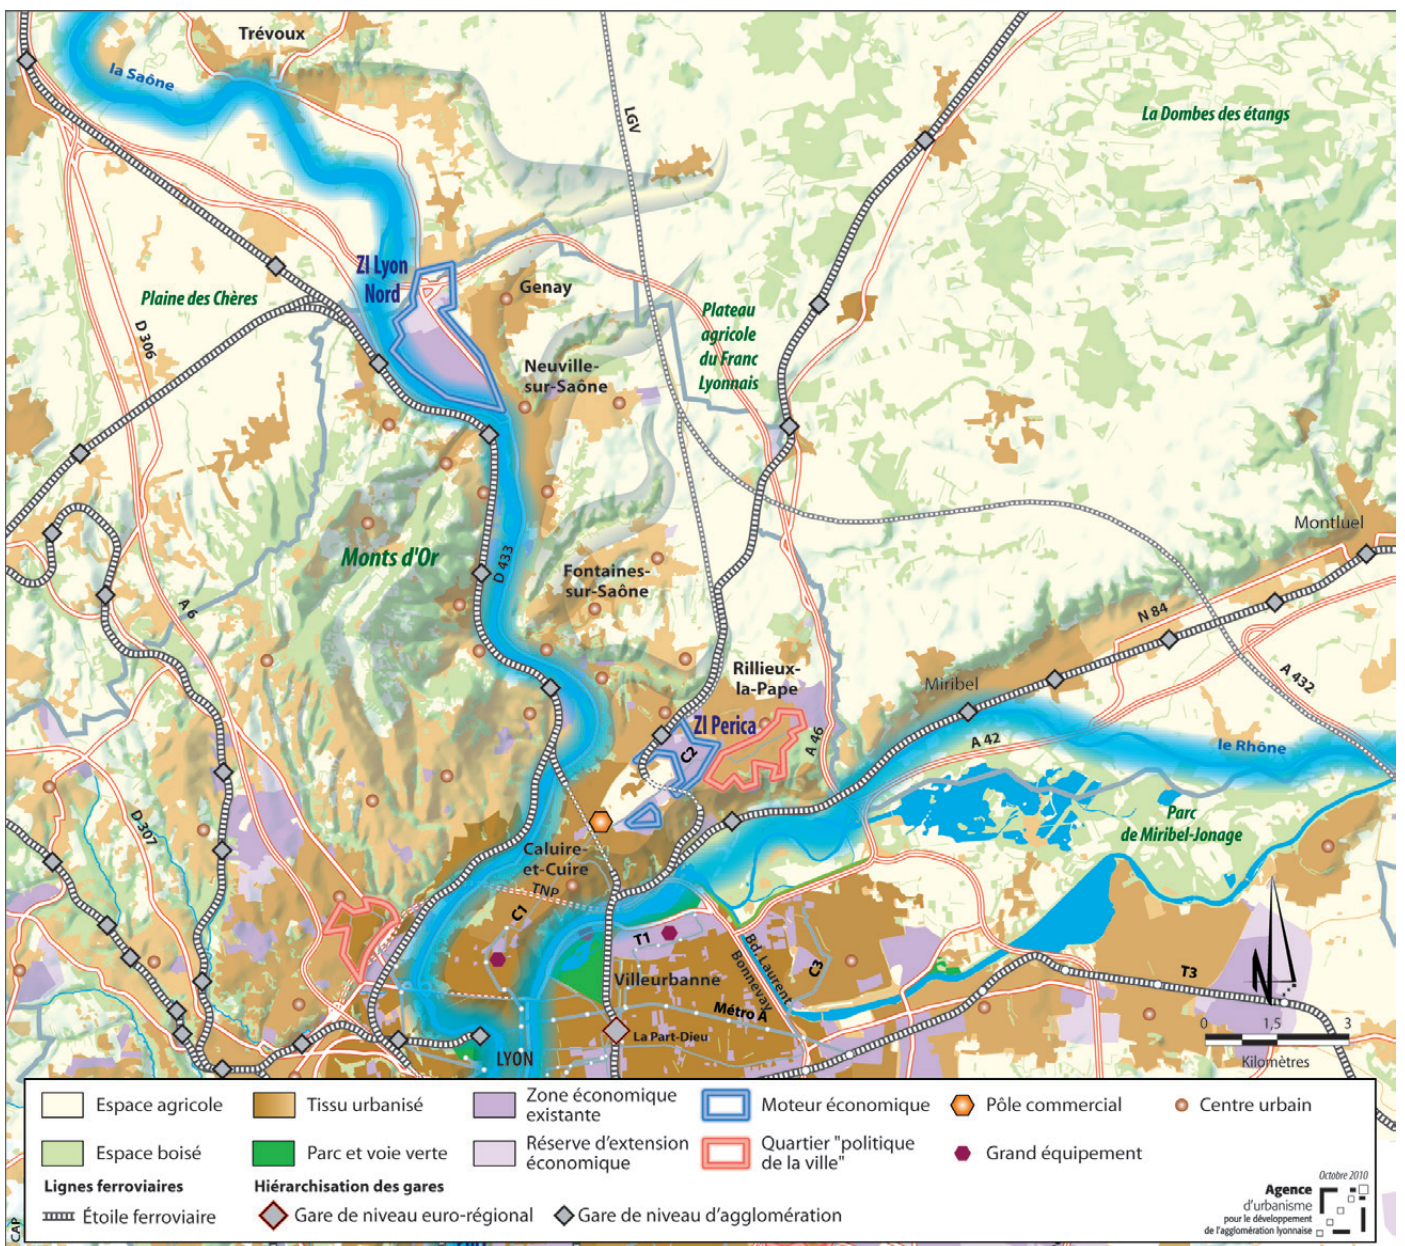 Trévoux
la Saône
LGV
La Dombes des étangs
ZI Lyon
Nord
Genay
Plaine des Chères
D 306
Plateau
agricole
du Franc
Lyonnais
Neuville-
sur-Saône
Monts d'Or
D 433
Fontaines-
sur-Saône
A 6
Montluel
N 84
Rillieux-
la-Pape
Miribel
A 432
ZI Perica
C2
A 46
A 42
le Rhône
D 307
Parc
de Miribel-Jonage
Caluire-
et-Cuire
TNP
C1
T1
Bd. Laurent
Bonnevay
C3
Villeurbanne
T3
Métro A
La Part-Dieu
LYON
N
0 1,5 3
Kilomètres
Espace agricole
Tissu urbanisé
Zone économique
existante
Moteur économique
Pôle commercial
Centre urbain
Espace boisé
Parc et voie verte
Réserve d'extension
économique
Quartier "politique
de la ville"
Grand équipement
Lignes ferroviaires
Hiérarchisation des gares
Étoile ferroviaire
Gare de niveau euro-régional
Gare de niveau d'agglomération
Octobre 2010
Agence
d'urbanisme
pour le développement
de l'agglomération lyonnaise
CAP